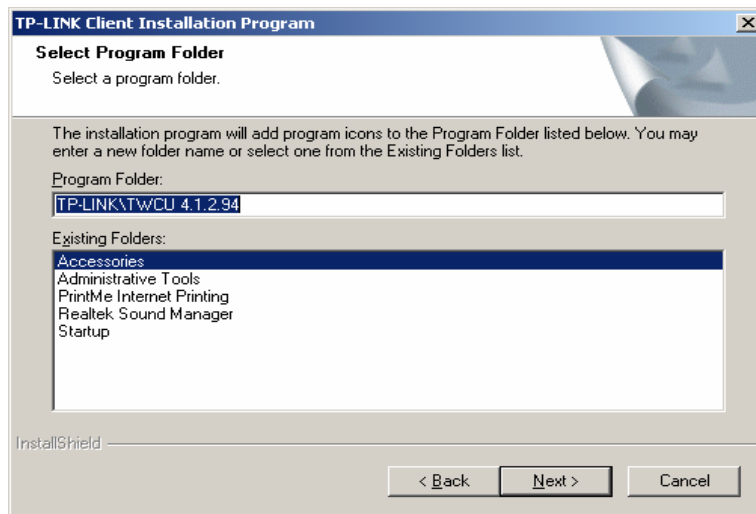 TP-LINK Client Installation Program
Select Program Folder
Select a program folder.
The installation program will add program icons to the Program Folder listed below. You may
enter a new folder name or select one from the Existing Folders list.
Program Folder:
TP-LINK\TWCU 4.1.2.94
Existing Folders:
Accessories
Administrative Tools
PrintMe Internet Printing
Realtek Sound Manager
Startup
InstallShield
< Back
Next >
Cancel